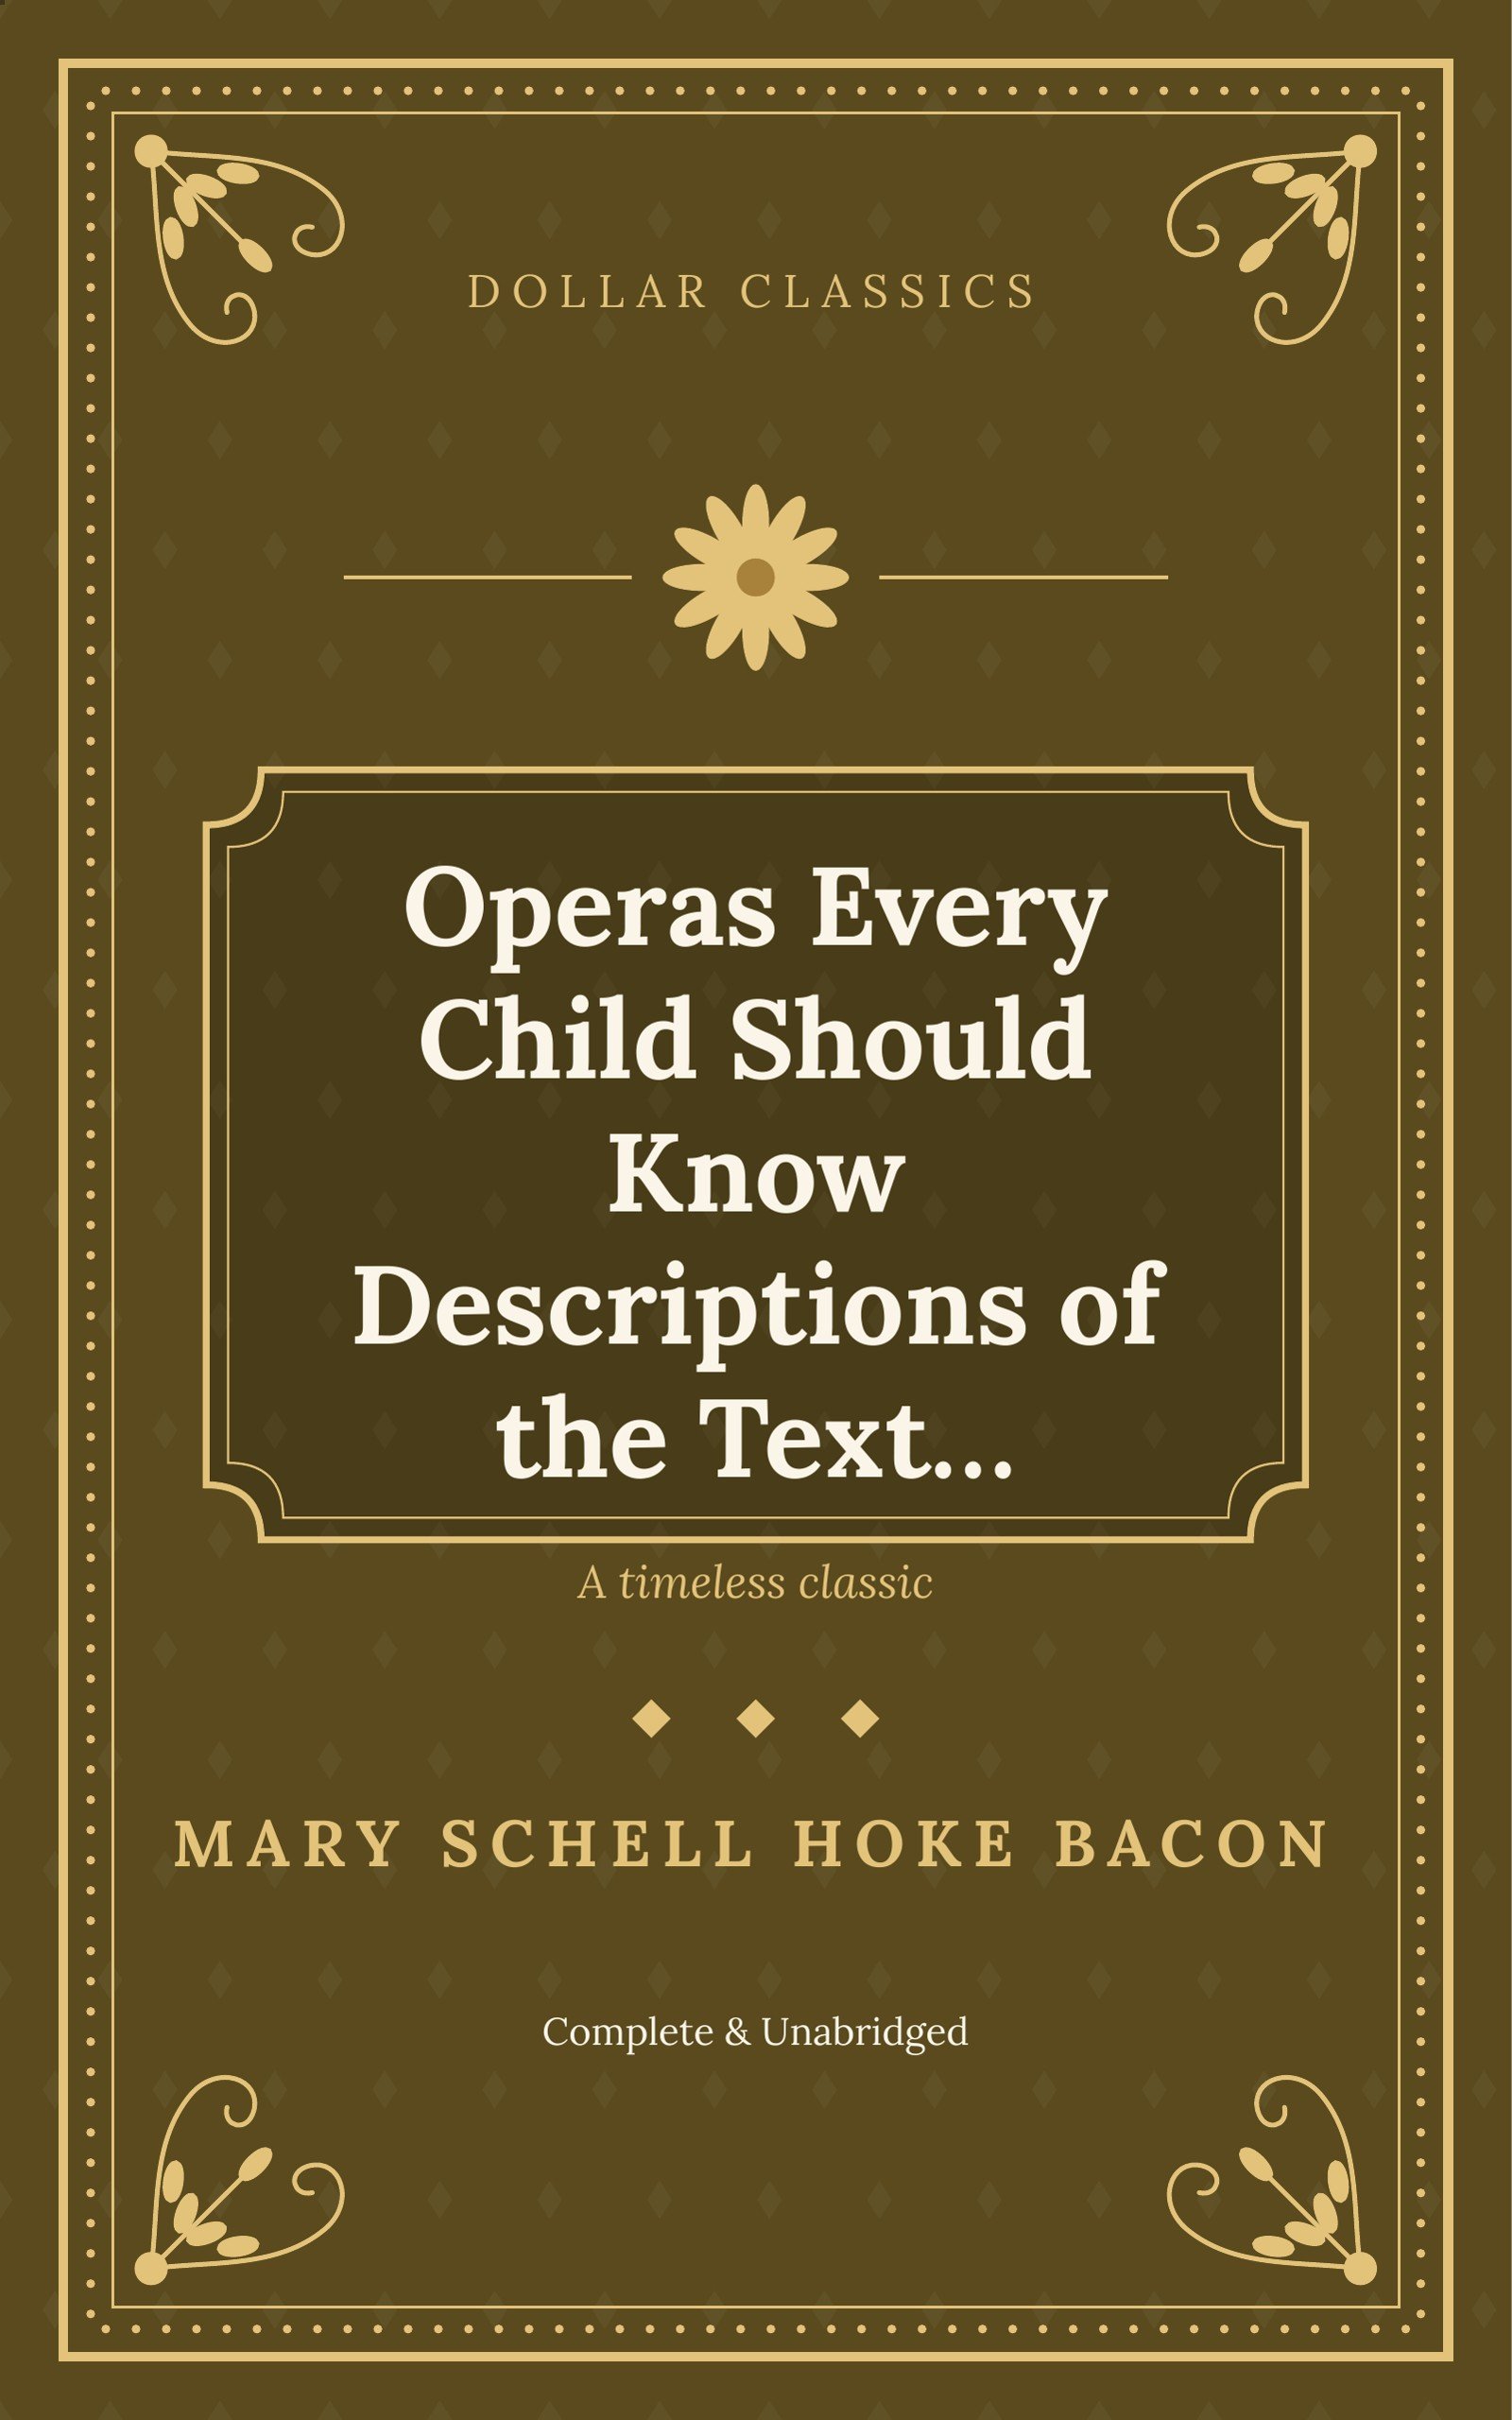 DOLLAR CLASSICS
Operas Every
Child Should
Know
Descriptions of
the Text...
A timeless classic
MARY SCHELL HOKE BACON
Complete & Unabridged